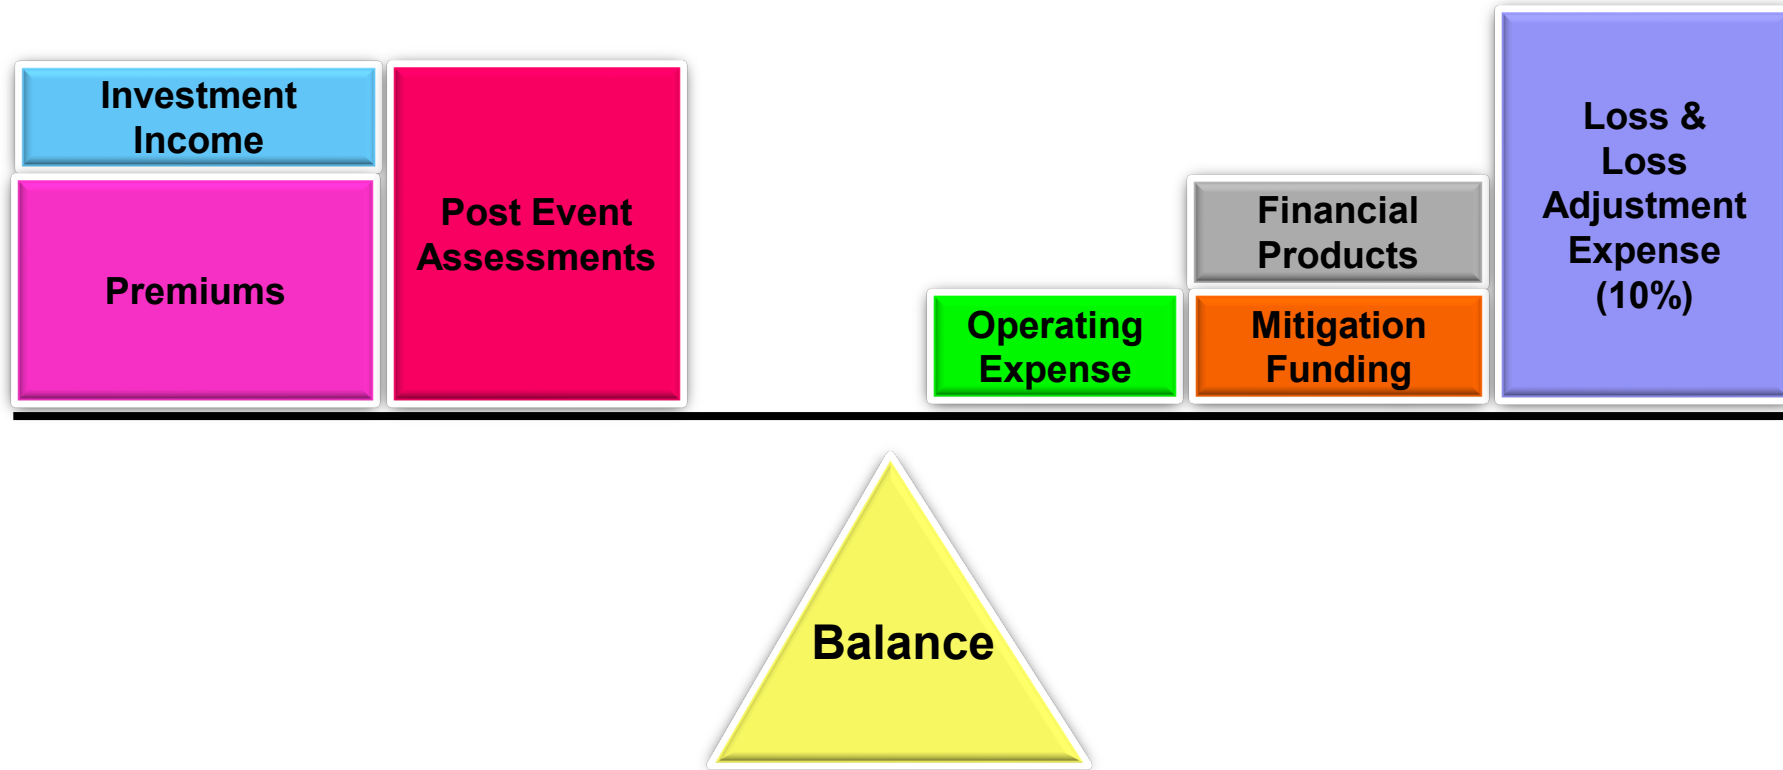 Investment
Income
Premiums
Post Event
Assessments
Operating
Expense
Financial
Products
Mitigation
Funding
Loss &
Loss
Adjustment
Expense
(10%)
Balance